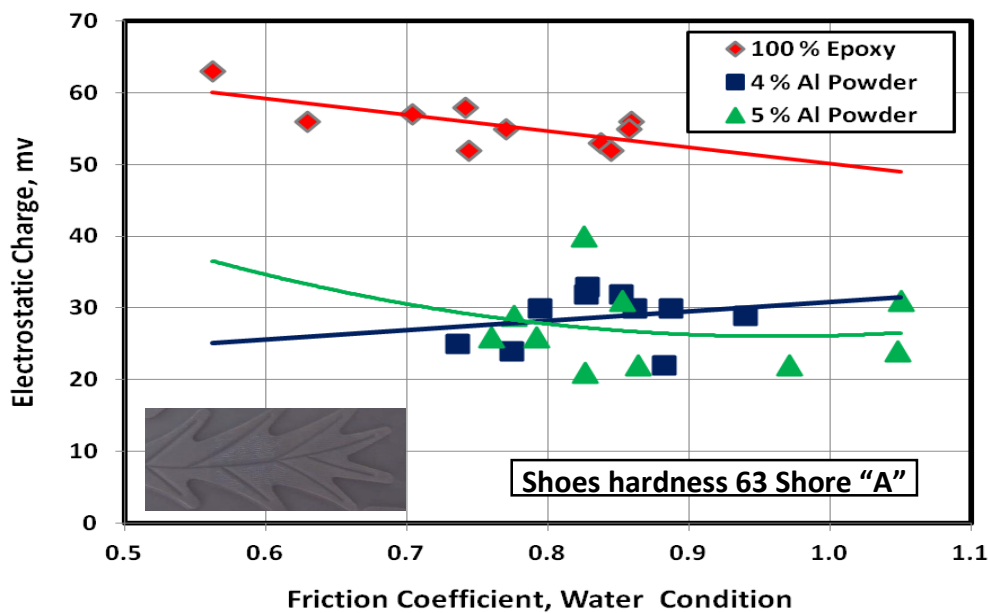 70
60
50
40
30
20
10
0
Electrostatic Charge, mv
100 % Epoxy
4 % Al Powder
5 % Al Powder
Shoes hardness 63 Shore “A”
0.5 0.6 0.7 0.8 0.9 1.0 1.1
Friction Coefficient, Water Condition